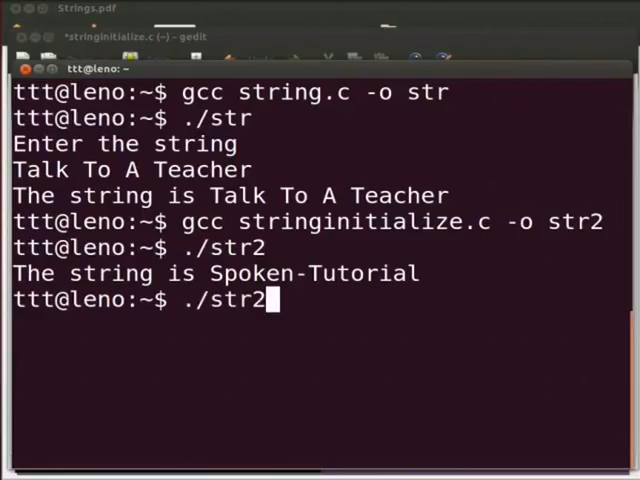 Strings.pdf
*stringinitialize.c (~) - gedit
ttt@leno: ~
ttt@leno:~$ gcc string.c -o str
ttt@leno:~$ ./str
Enter the string
Talk To A Teacher
The string is Talk To A Teacher
ttt@leno:~$ gcc stringinitialize.c -o str2
ttt@leno:~$ ./str2
The string is Spoken-Tutorial
ttt@leno:~$ ./str2